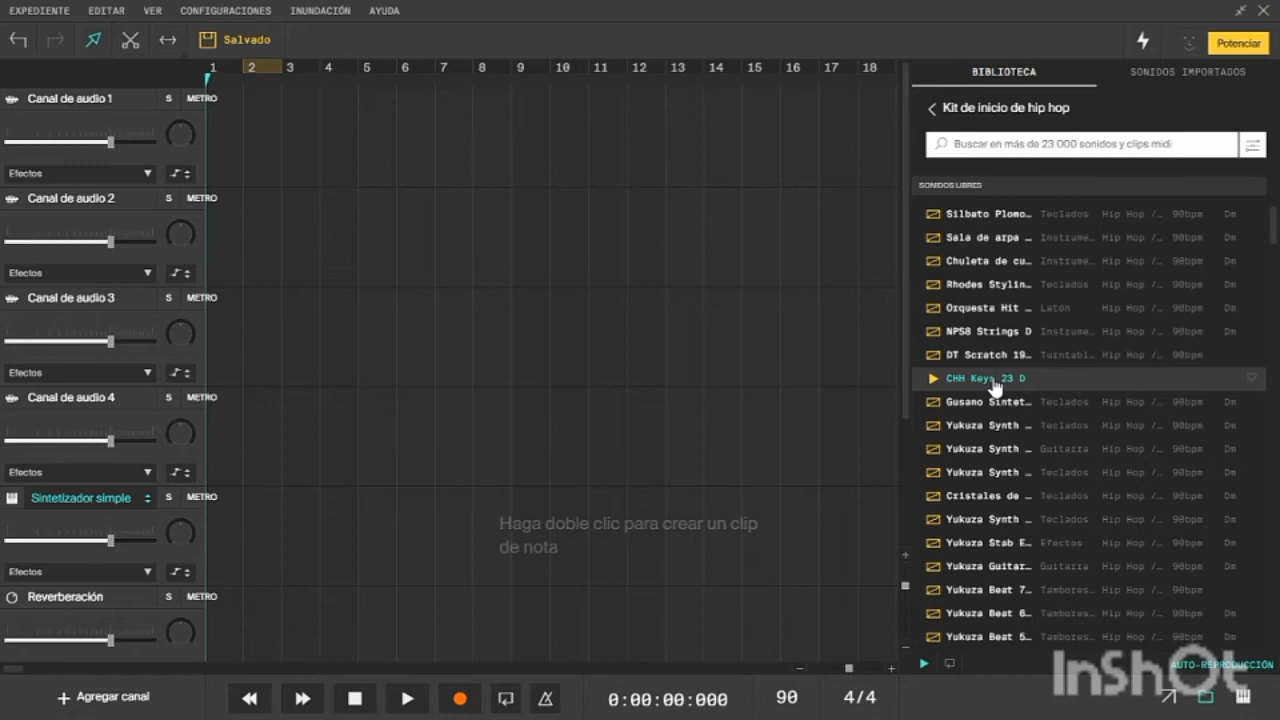 EXPEDIENTE EDITAR VER CONFIGURACIONES INUNDACIÓN AYUDA
Salvado
Potenciar
1 2 3 4 5 6 7 8 9 10 11 12 13 14 15 16 17 18
BIBLIOTECA SONIDOS IMPORTADOS
Kit de inicio de hip hop
Buscar en más de 23 000 sonidos y clips midi
SONIDOS LIBRES
Canal de audio 1 S METRO
Efectos
Canal de audio 2 S METRO
Efectos
Canal de audio 3 S METRO
Efectos
Canal de audio 4 S METRO
Efectos
Sintetizador simple S METRO
Efectos
Reverberación S METRO
Haga doble clic para crear un clip
de nota
Silbato Plomo… Teclados Hip Hop /… 90bpm Dm
Sala de arpa … Instrume… Hip Hop /… 90bpm Dm
Chuleta de cu… Instrume… Hip Hop /… 90bpm Dm
Rhodes Stylin… Teclados Hip Hop /… 90bpm Dm
Orquesta Hit … Latón Hip Hop /… 90bpm Dm
NPS8 Strings D Instrume… Hip Hop /… 90bpm Dm
DT Scratch 19… Turntabl… Hip Hop /… 90bpm
CHH Keys 23 D
Gusano Sintet… Teclados Hip Hop /… 90bpm Dm
Yukuza Synth … Teclados Hip Hop /… 90bpm Dm
Yukuza Synth … Guitarra Hip Hop /… 90bpm Dm
Yukuza Synth … Teclados Hip Hop /… 90bpm Dm
Cristales de … Teclados Hip Hop /… 90bpm Dm
Yukuza Synth … Teclados Hip Hop /… 90bpm Dm
Yukuza Stab E… Efectos Hip Hop /… 90bpm Dm
Yukuza Guitar… Guitarra Hip Hop /… 90bpm Dm
Yukuza Beat 7… Tambores… Hip Hop /… 90bpm
Yukuza Beat 6… Tambores… Hip Hop /… 90bpm Dm
Yukuza Beat 5… Tambores… Hip Hop /… 90bpm Dm
AUTO-REPRODUCCIÓN
InShOt
+ Agregar canal
0:00:00:000 90 4/4